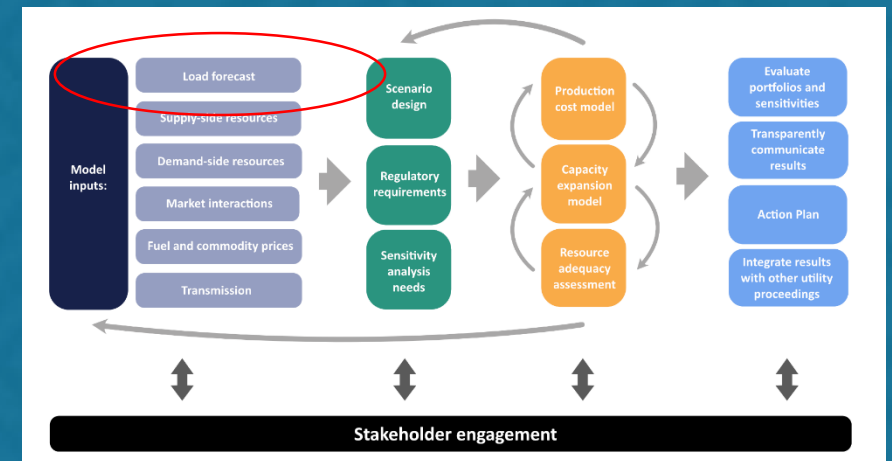 Model
inputs:
Load forecast
Supply-side resources
Demand-side resources
Market interactions
Fuel and commodity prices
Transmission
Scenario
design
Regulatory
requirements
Sensitivity
analysis
needs
Production
cost model
Capacity
expansion
model
Resource
adequacy
assessment
Evaluate
portfolios and
sensitivities
Transparently
communicate
results
Action Plan
Integrate results
with other utility
proceedings
Stakeholder engagement